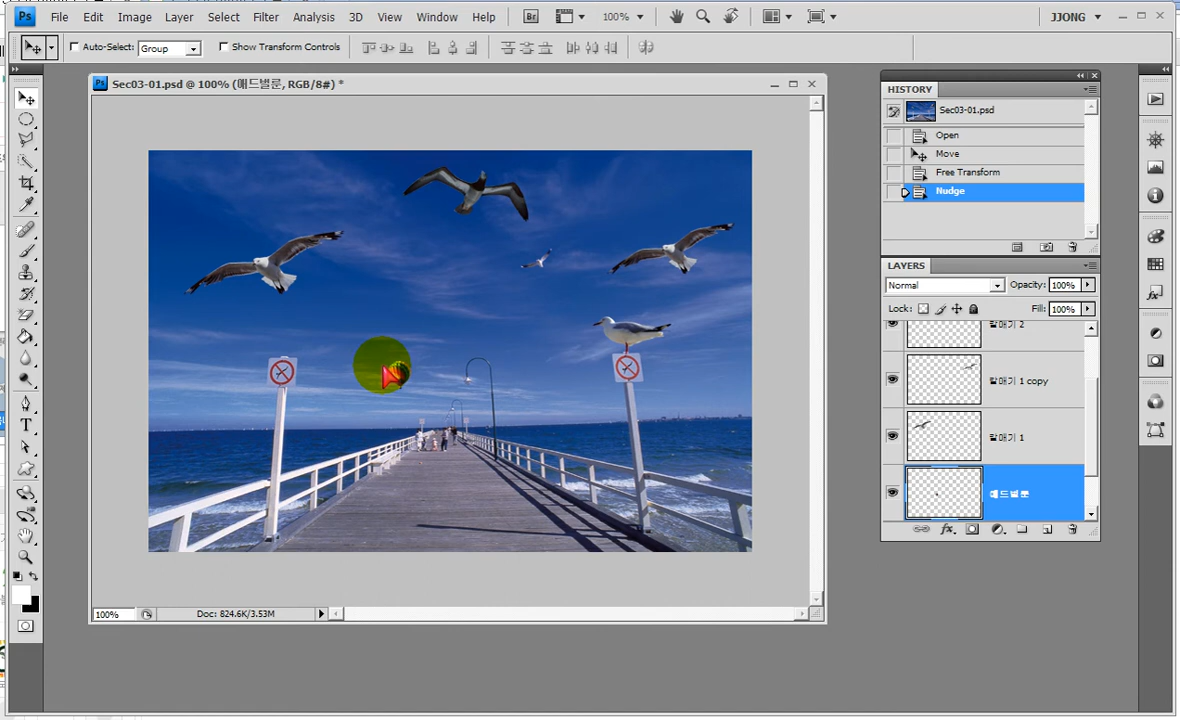 Ps File Edit Image Layer Select Filter Analysis 3D View Window Help Br 100% JJONG
Auto-Select: Group Show Transform Controls
Ps Sec03-01.psd @ 100% (애드벌룬, RGB/8#) *
HISTORY
Sec03-01.psd
Open
Move
Free Transform
Nudge
LAYERS
Normal Opacity: 100%
Lock: Fill: 100%
갈매기 2
갈매기 1 copy
갈매기 1
애드벌룬
100% Doc: 824.6K/3.53M